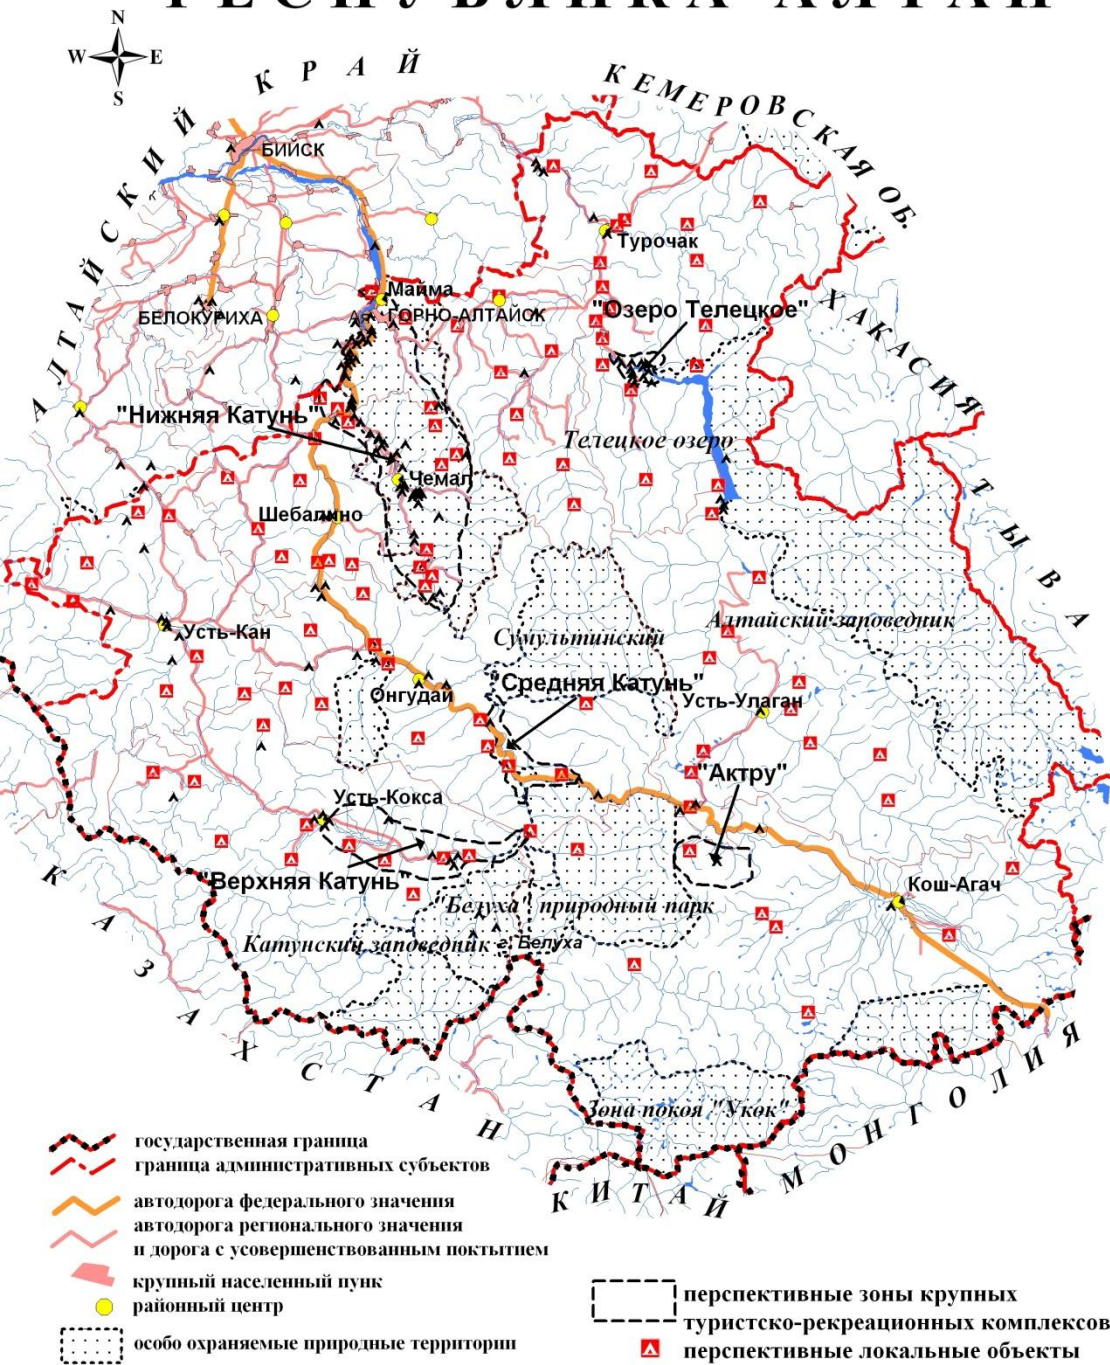 РЕСПУБЛИКА АЛТАЙ
N
W E
S
АЛТАЙСКИЙ КРАЙ
КЕМЕРОВСКАЯ ОБ.
ХАКАСИЯ
ТЫВА
БИЙСК
Турочак
Майма
ГОРНО-АЛТАЙСК
"Озеро Телецкое"
БЕЛОКУРИХА
"Нижняя Катунь"
Телецкое озеро
Чемал
Шебалино
Усть-Кан
Сумультинский
Алтайский заповедник
Онгудай
"Средняя Катунь"
Усть-Улаган
"Актру"
Усть-Кокса
"Верхняя Катунь"
Кош-Агач
"Белуха" природный парк
Катунский заповедник
г. Белуха
Зона покоя "Укок"
КАЗАХСТАН
КИТАЙ
МОНГОЛИЯ
государственная граница
граница административных субъектов
автодорога федерального значения
автодорога регионального значения
и дорога с усовершенствованным поктытием
крупный населенный пунк
районный центр
особо охраняемые природные территории
перспективные зоны крупных
туристско-рекреационных комплексов
перспективные локальные объекты